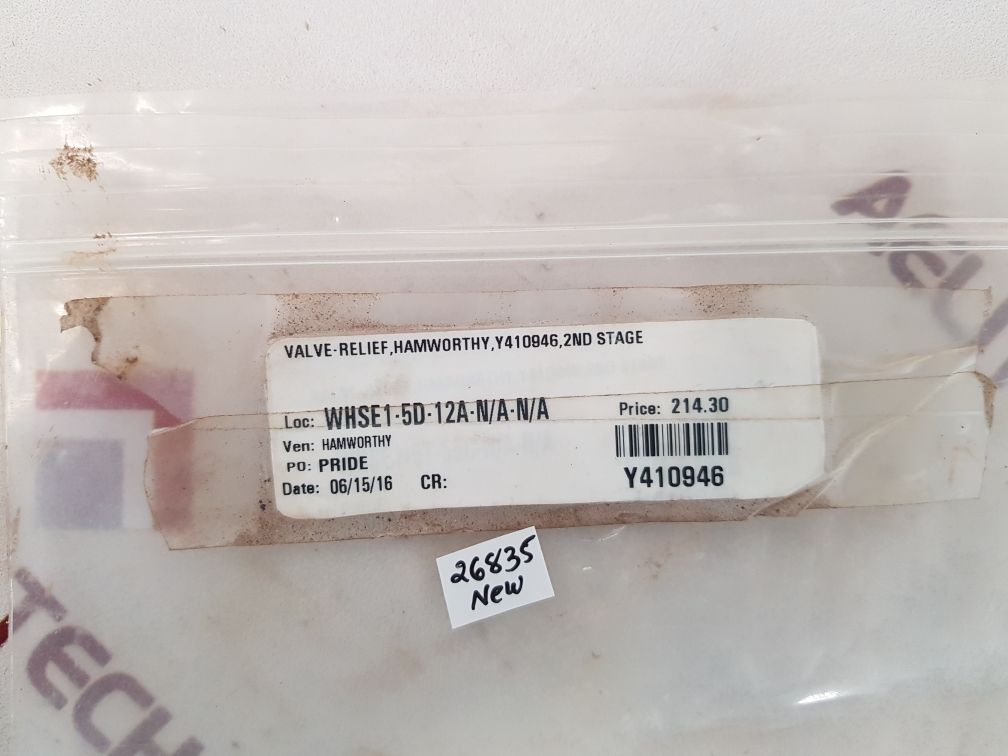 VALVE-RELIEF,HAMWORTHY,Y410946,2ND STAGE
Loc: WHSE1-5D-12A-N/A-N/A
Price: 214.30
Ven: HAMWORTHY
PO: PRIDE
Date: 06/15/16 CR:
Y410946
26835
New
TECH